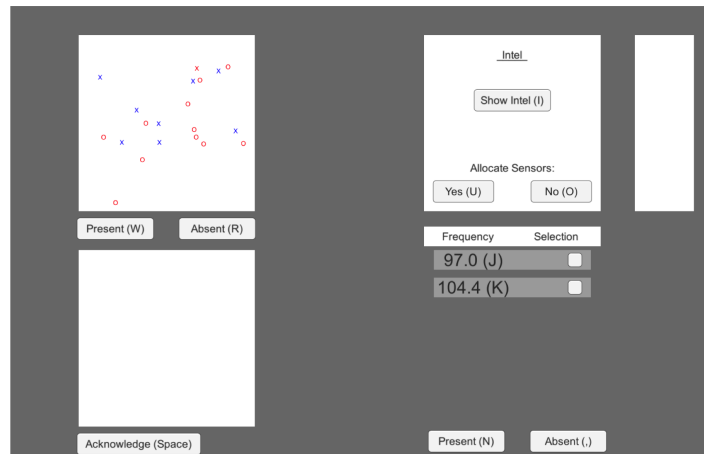 Intel
Show Intel (I)
Allocate Sensors:
Yes (U) No (O)
Present (W) Absent (R)
Frequency Selection
97.0 (J)
104.4 (K)
Acknowledge (Space)
Present (N) Absent (,)